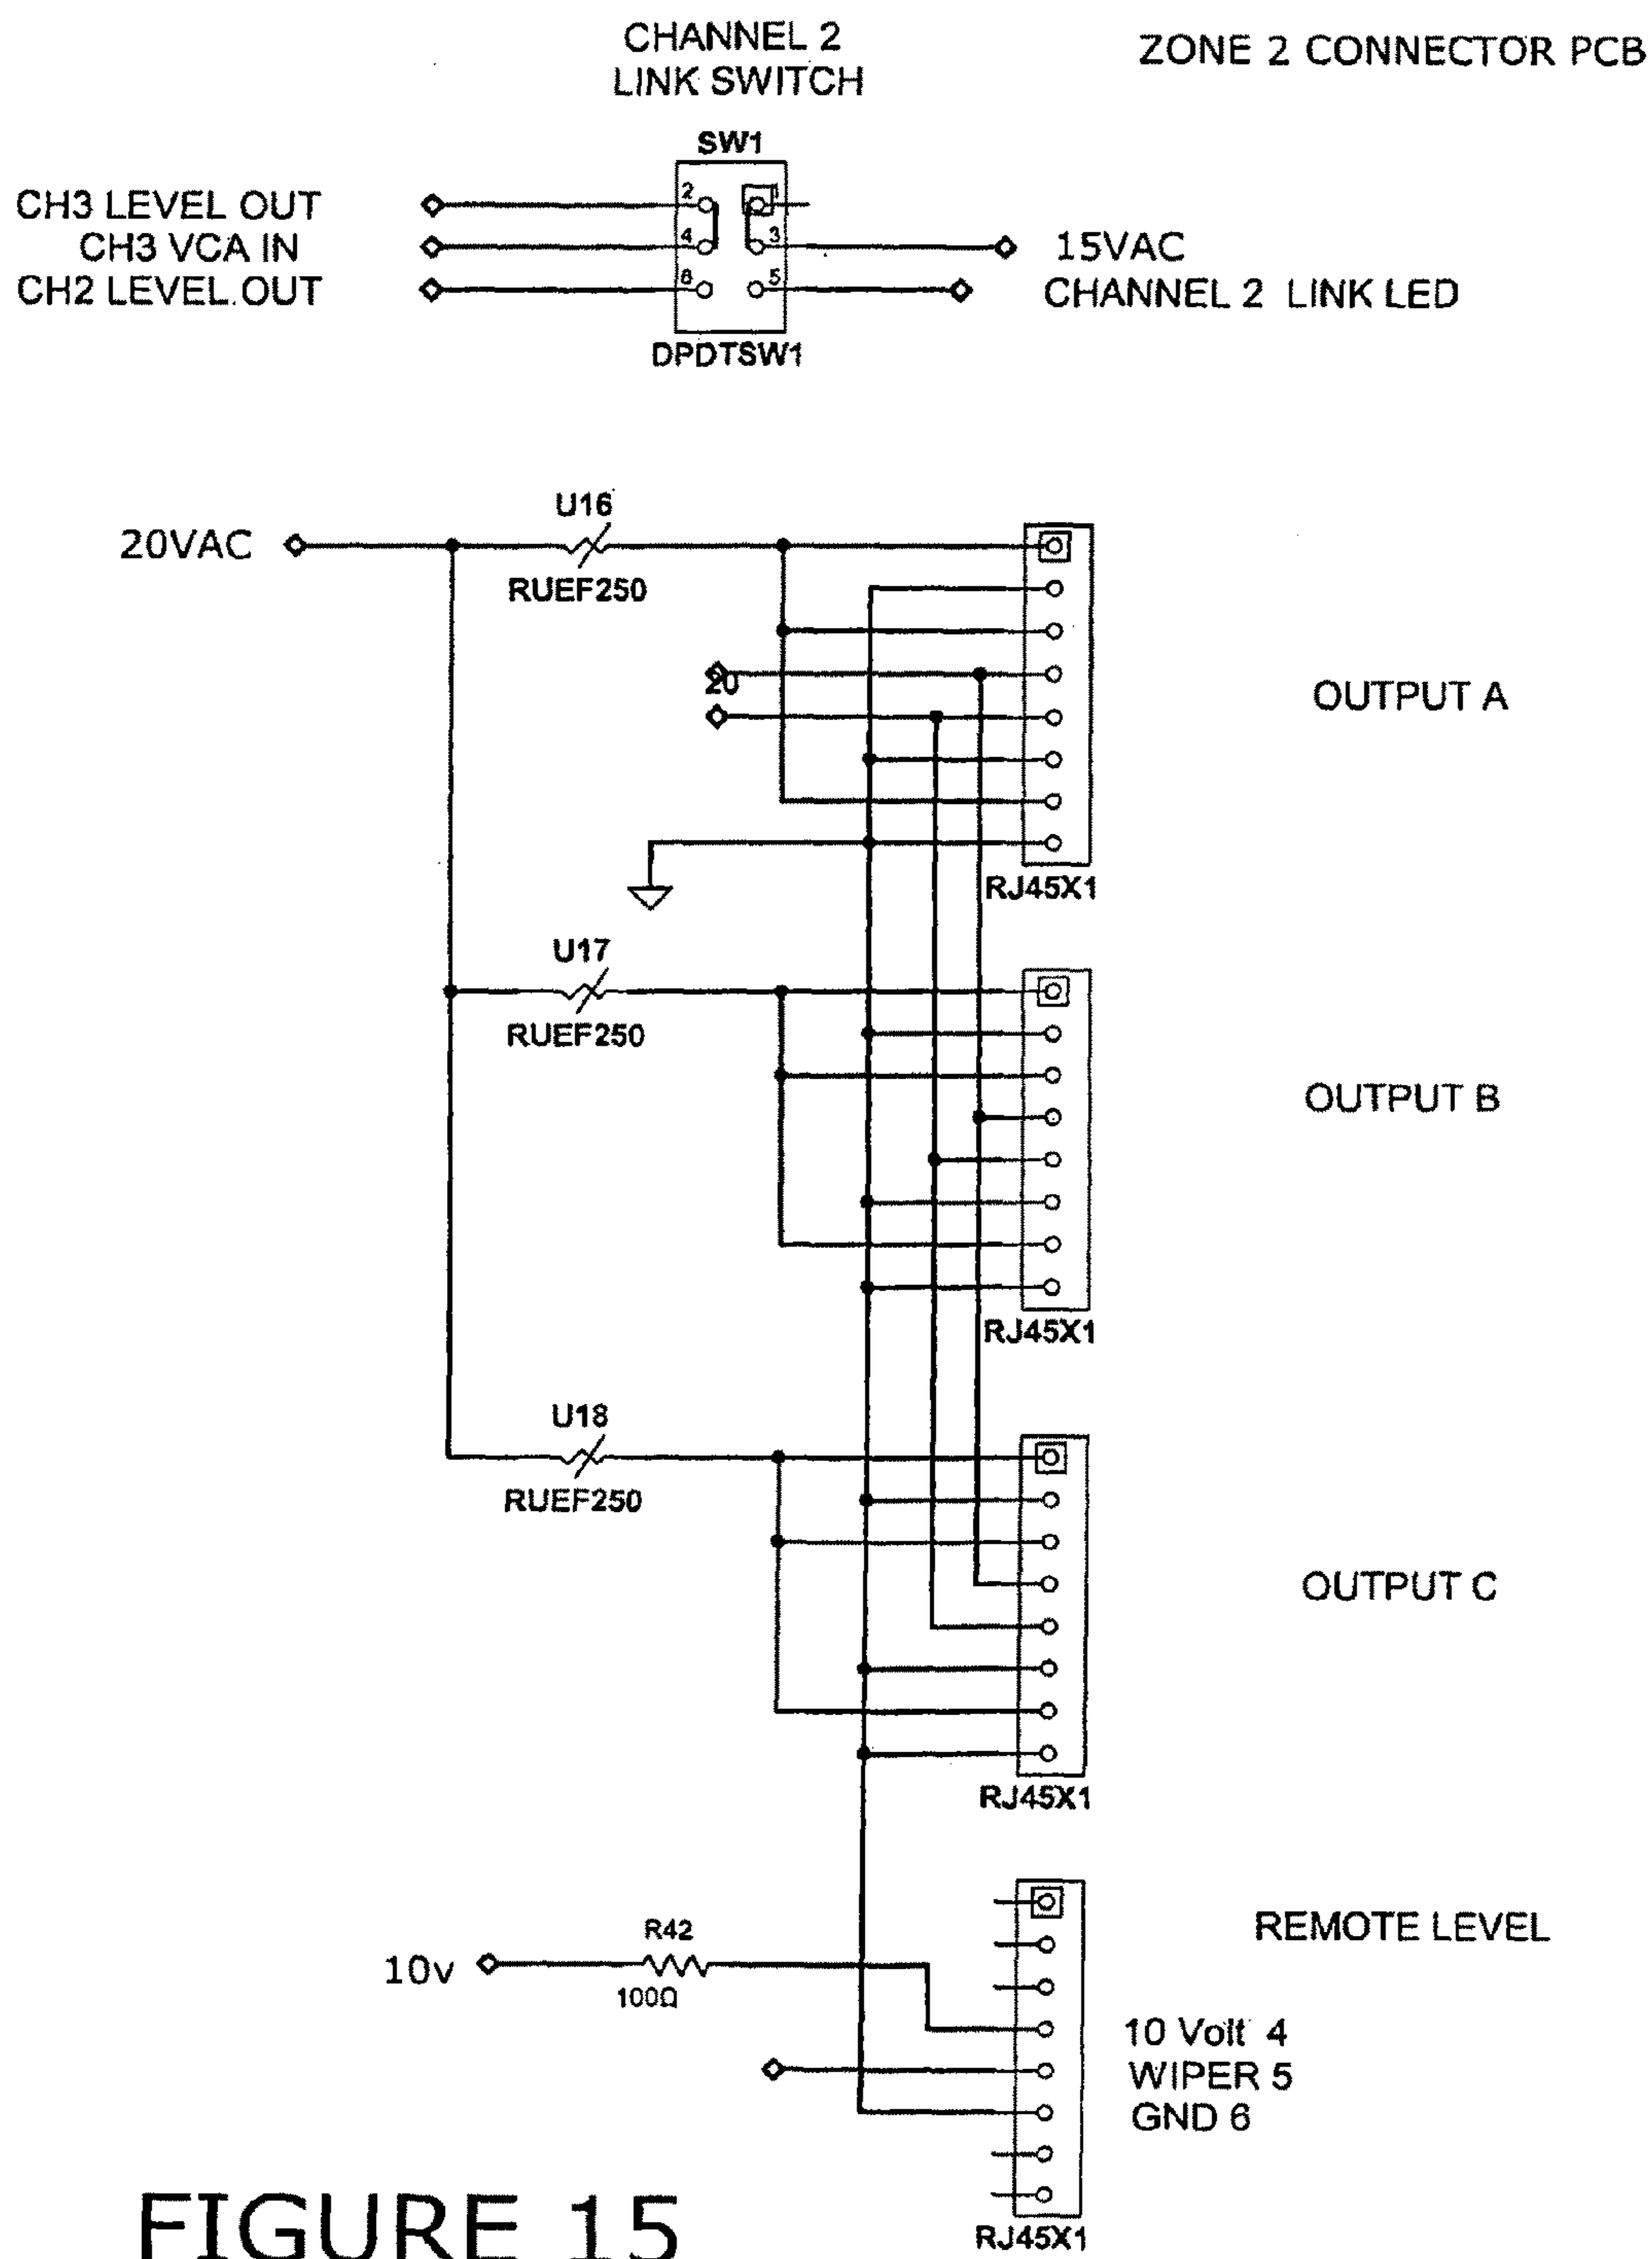 CHANNEL 2
LINK SWITCH
ZONE 2 CONNECTOR PCB
SW1
CH3 LEVEL OUT
2
1
CH3 VCA IN
4
3
15VAC
CH2 LEVEL.OUT
6
5
CHANNEL 2 LINK LED
DPDTSW1
U16
20VAC
RUEF250
20
OUTPUT A
RJ45X1
U17
RUEF250
OUTPUT B
RJ45X1
U18
RUEF250
OUTPUT C
RJ45X1
R42
REMOTE LEVEL
10v
100Ω
10 Volt 4
WIPER 5
GND 6
RJ45X1
FIGURE 15